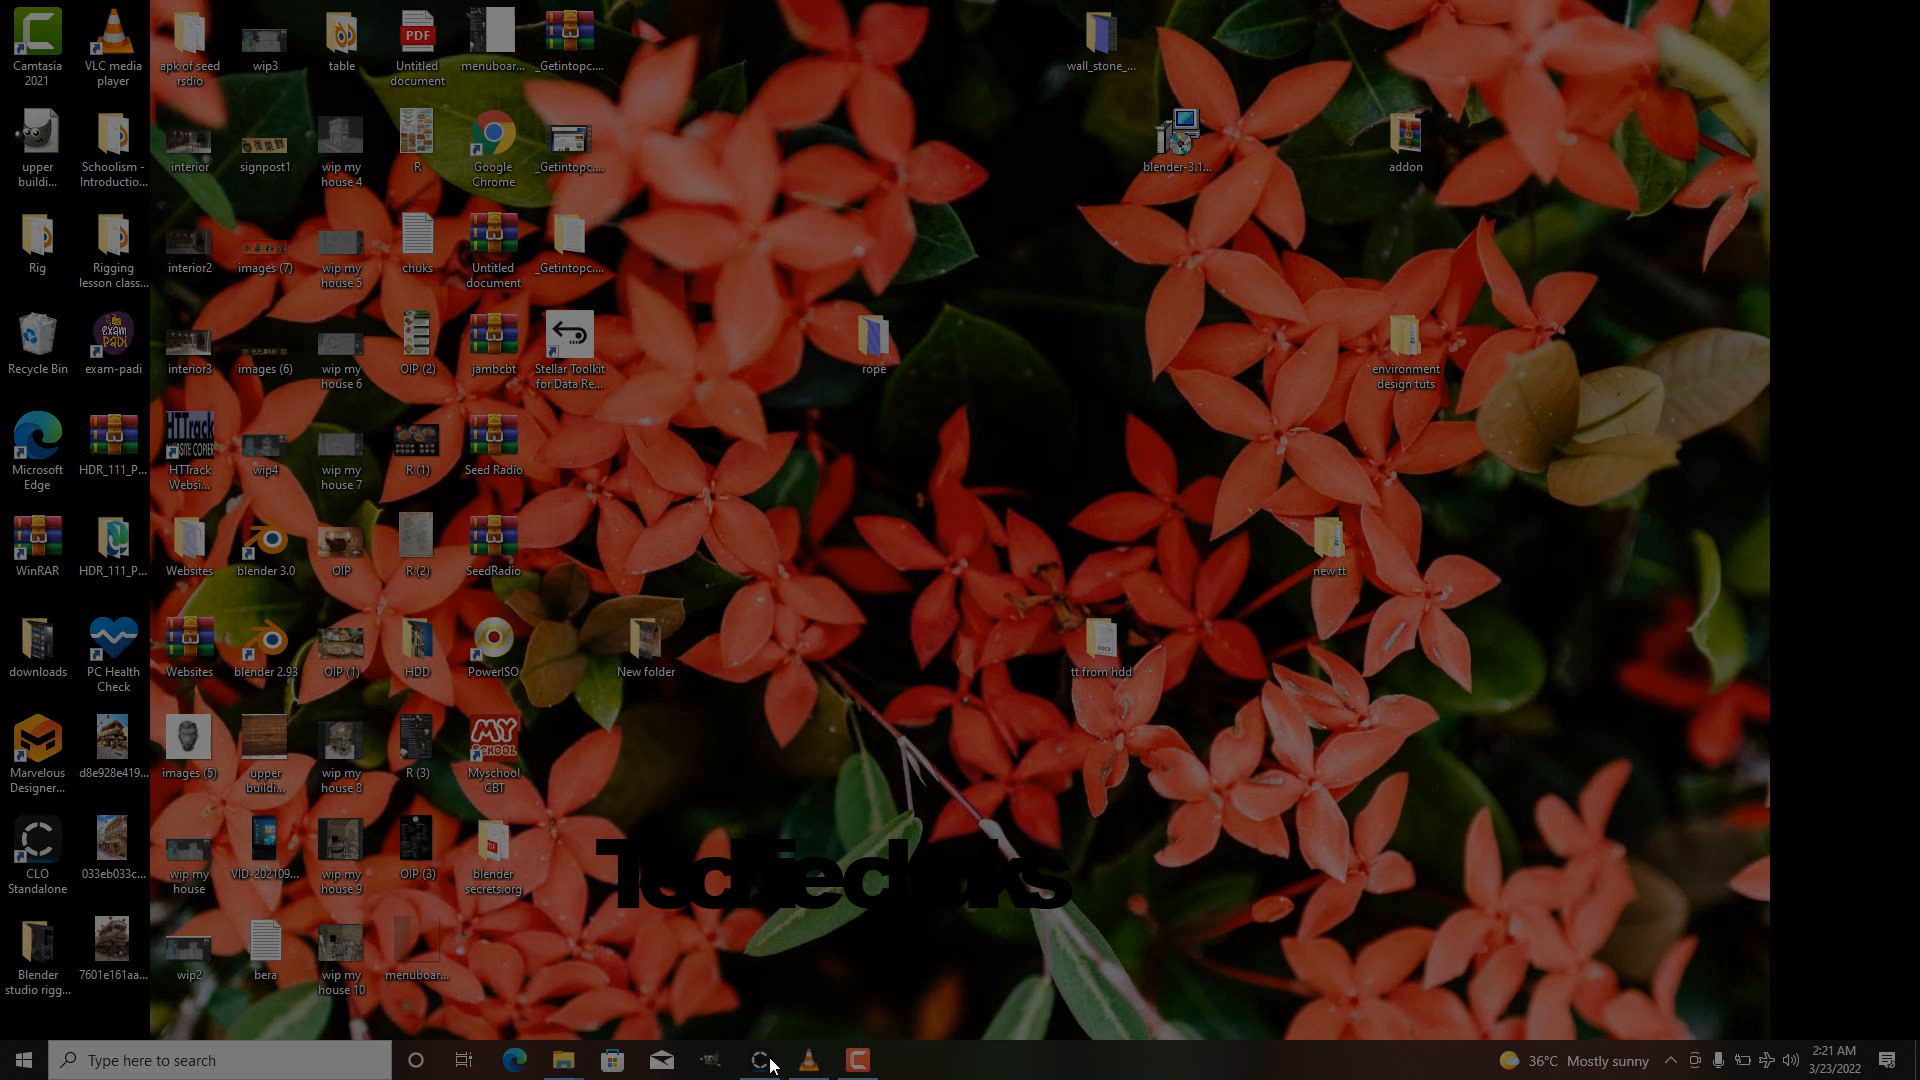 Camtasia 2021
VLC media player
apk of seed rsdio
wip3
table
Untitled document
menuboar...
_Getintopc....
wall_stone_...
upper buildi...
Schoolism - Introductio...
interior
signpost1
wip my house 4
R
Google Chrome
_Getintopc....
blender-3.1...
addon
Rig
Rigging lesson class...
interior2
images (7)
wip my house 5
chuks
Untitled document
_Getintopc....
Recycle Bin
exam-padi
interior3
images (6)
wip my house 6
OIP (2)
jambcbt
Stellar Toolkit for Data Re...
rope
environment design tuts
Microsoft Edge
HDR_111_P...
HTTrack Websi...
wip4
wip my house 7
R (1)
Seed Radio
WinRAR
HDR_111_P...
Websites
blender 3.0
OIP
R (2)
SeedRadio
new tt
downloads
PC Health Check
Websites
blender 2.93
OIP (1)
HDD
PowerISO
New folder
tt from hdd
Marvelous Designer...
d8e928e419...
images (5)
upper buildi...
wip my house 8
R (3)
Myschool CBT
CLO Standalone
033eb033c...
wip my house
VID-202109...
wip my house 9
OIP (3)
blender secrets.org
Blender studio rigg...
7601e161aa...
wip2
bera
wip my house 10
menuboar...
Type here to search
36°C Mostly sunny
2:21 AM
3/23/2022